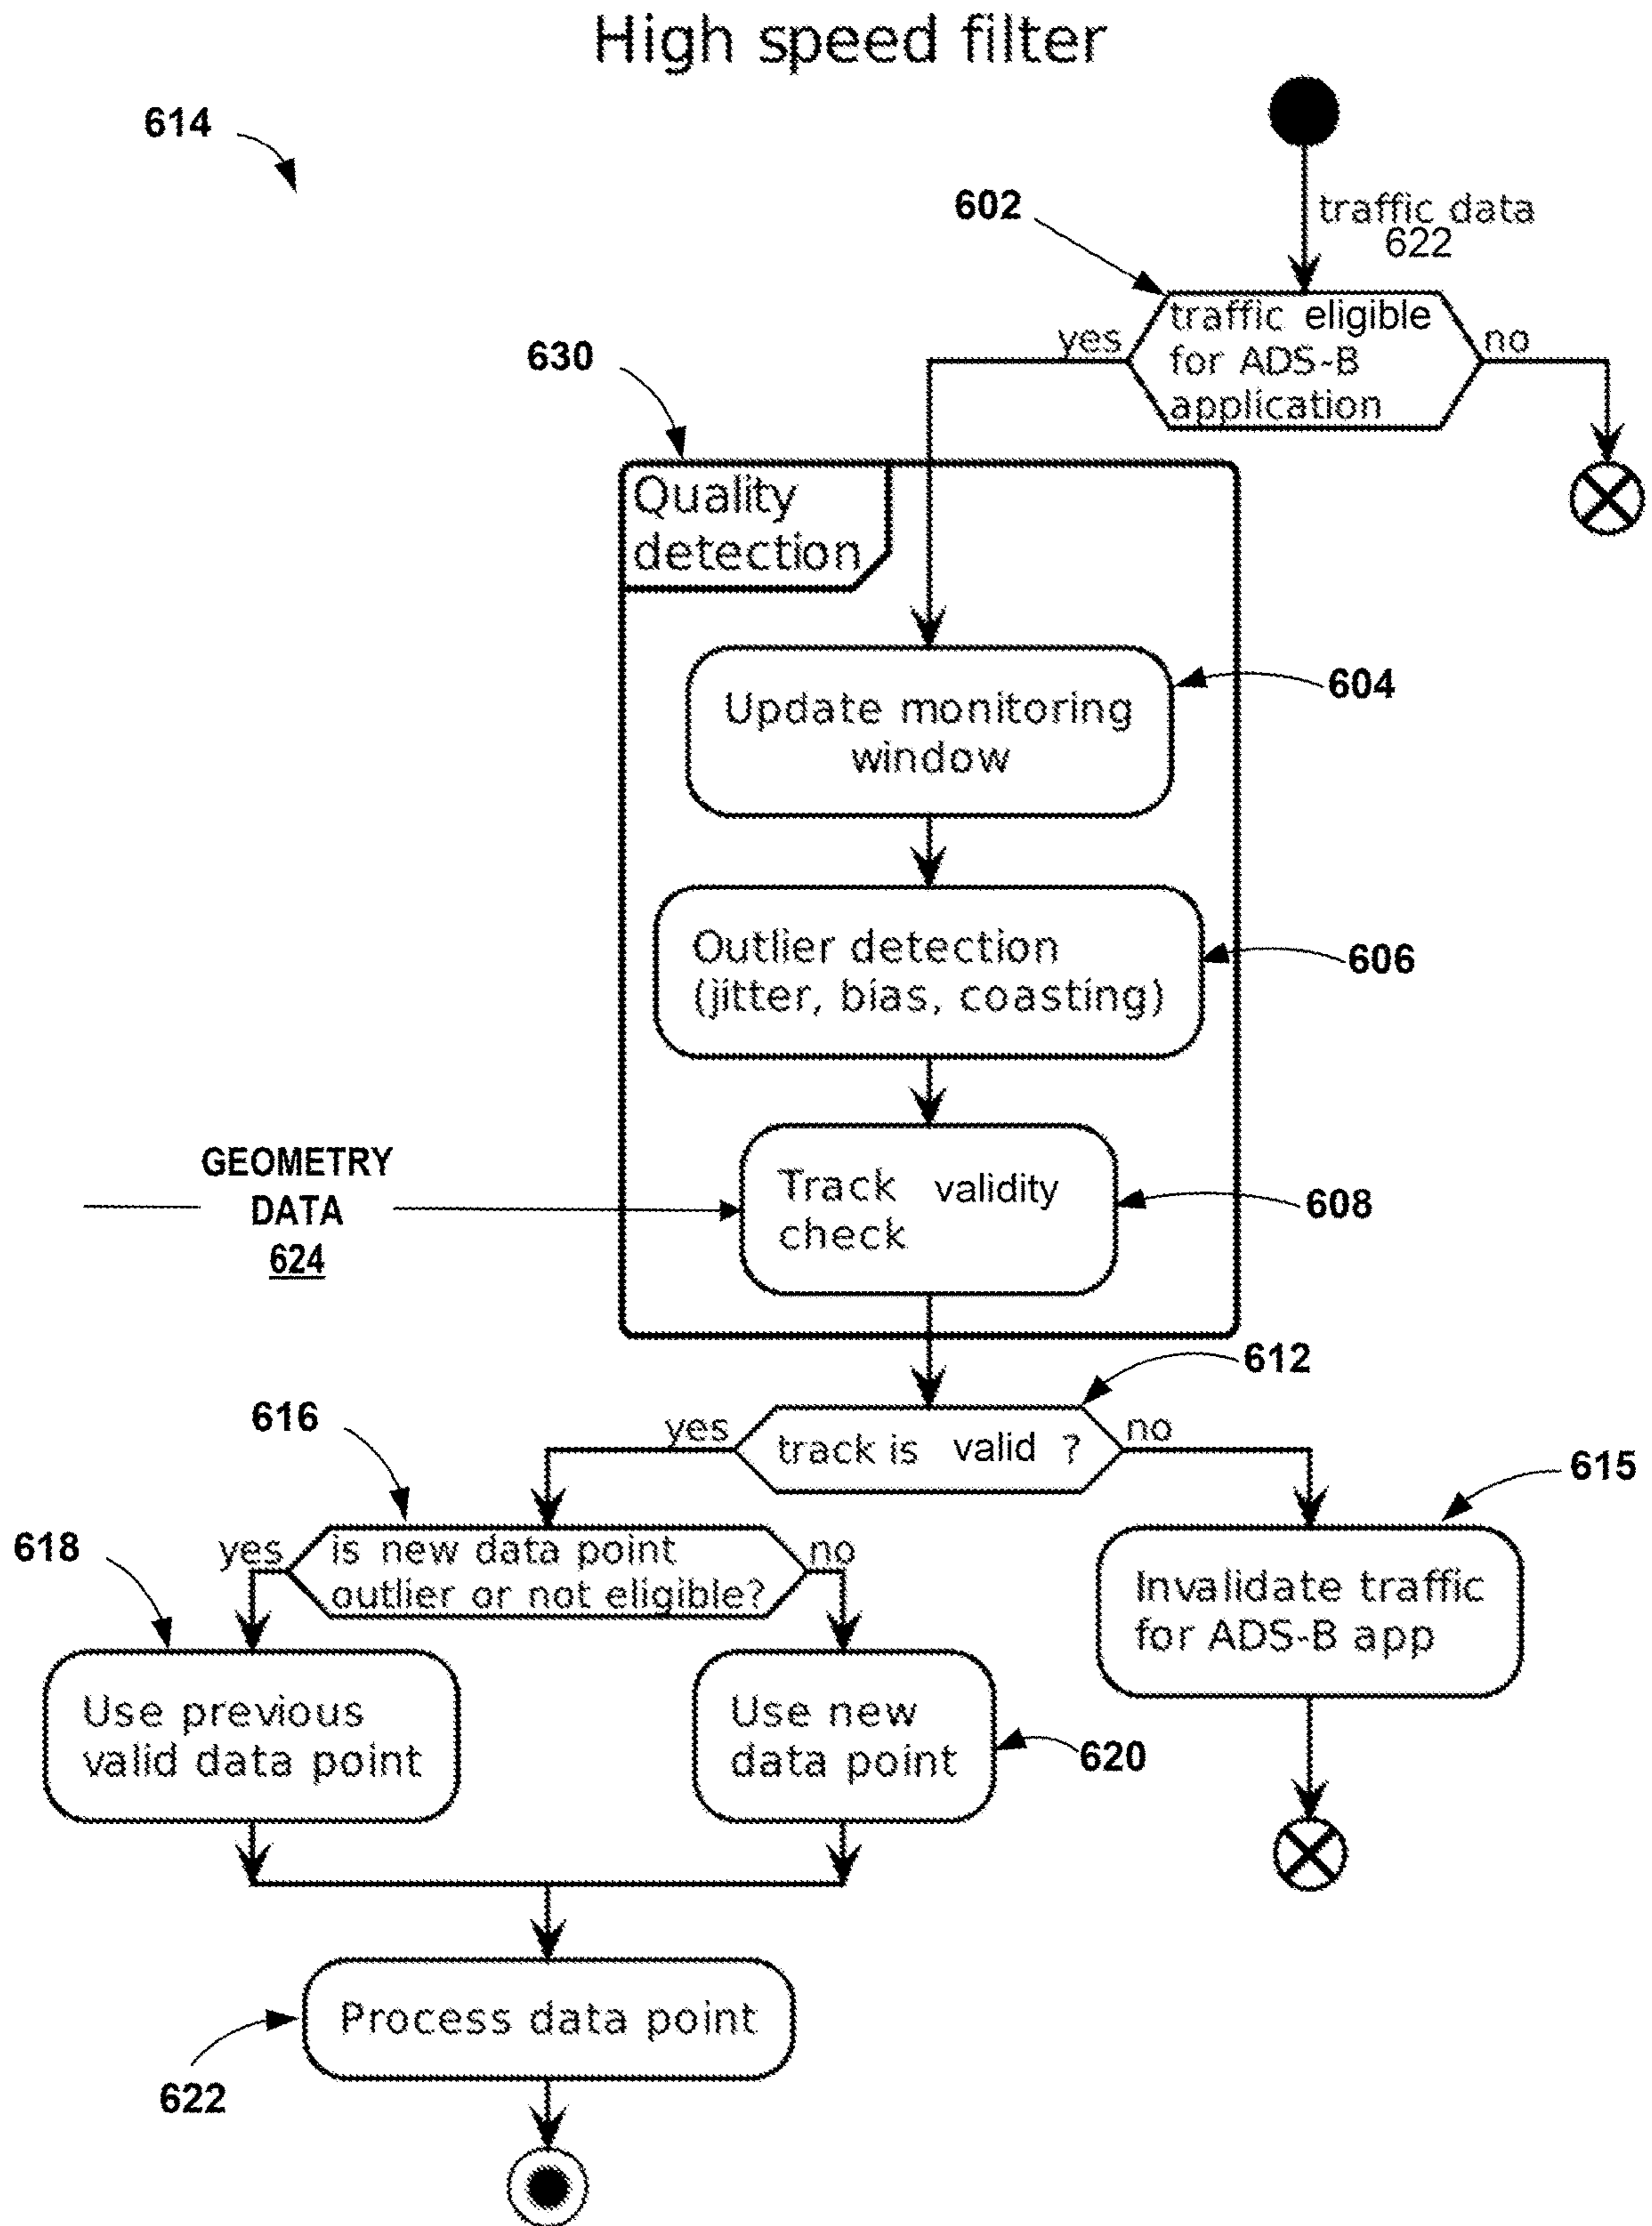 High speed filter
614
602
traffic data
622
yes
traffic eligible
for ADS-B
application
no
630
Quality
detection
Update monitoring
window
604
Outlier detection
(jitter, bias, coasting)
606
GEOMETRY
DATA
624
Track validity
check
608
612
616
yes
track is valid ?
no
615
618
yes
is new data point
outlier or not eligible?
no
Invalidate traffic
for ADS-B app
Use previous
valid data point
Use new
data point
620
Process data point
622